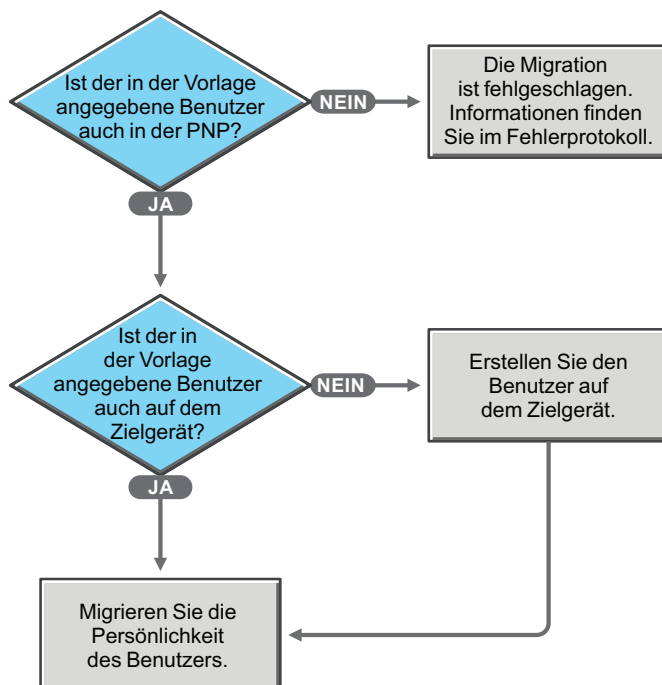 Ist der in der Vorlage
angegebene Benutzer
auch in der PNP?
NEIN
Die Migration
ist fehlgeschlagen.
Informationen finden
Sie im Fehlerprotokoll.
JA
Ist der in
der Vorlage
angegebene Benutzer
auch auf dem
Zielgerät?
NEIN
Erstellen Sie den
Benutzer auf
dem Zielgerät.
JA
Migrieren Sie die
Persönlichkeit
des Benutzers.